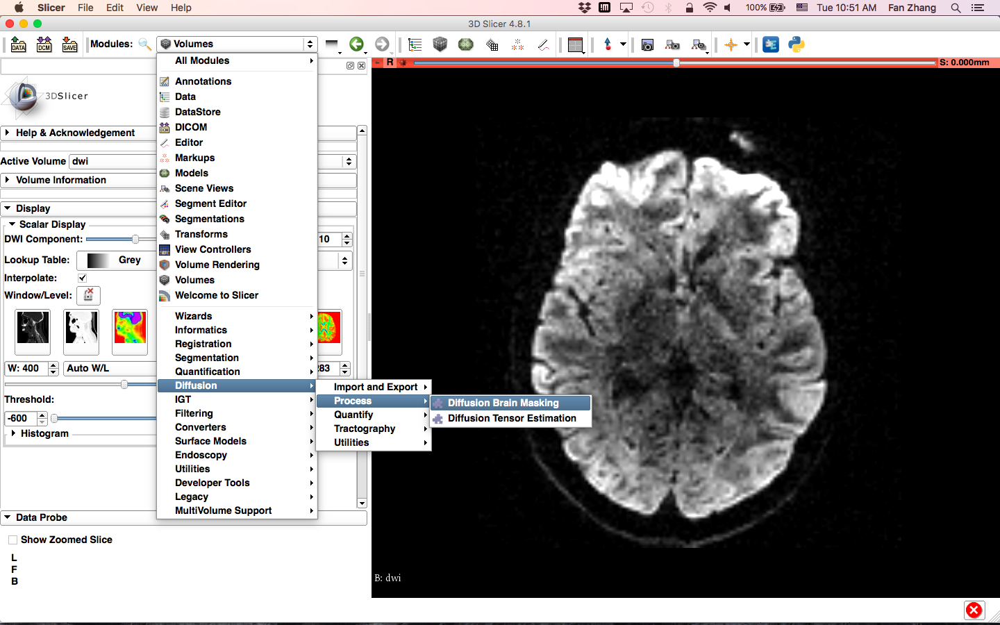 Slicer File Edit View Help 100% Tue 10:51 AM Fan Zhang
3D Slicer 4.8.1
DATA DCM SAVE Modules: Volumes
R S: 0.000mm
3DSlicer
Help & Acknowledgement
Active Volume dwi
Volume Information
Display
Scalar Display
DWI Component: 10
Lookup Table: Grey
Interpolate:
Window/Level:
W: 400 Auto W/L 283
Threshold:
-600
Histogram
Data Probe
Show Zoomed Slice
L
F
B
All Modules
Annotations
Data
DataStore
DICOM
Editor
Markups
Models
Scene Views
Segment Editor
Segmentations
Transforms
View Controllers
Volume Rendering
Volumes
Welcome to Slicer
Wizards
Informatics
Registration
Segmentation
Quantification
Diffusion
IGT
Filtering
Converters
Surface Models
Endoscopy
Utilities
Developer Tools
Legacy
MultiVolume Support
Import and Export
Process
Quantify
Tractography
Utilities
Diffusion Brain Masking
Diffusion Tensor Estimation
B: dwi